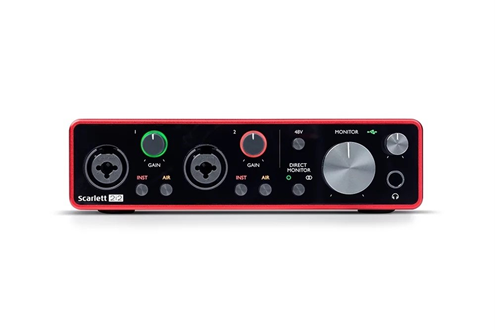 1
2
48V
MONITOR
GAIN
GAIN
DIRECT
MONITOR
INST
AIR
INST
AIR
Scarlett 2i2